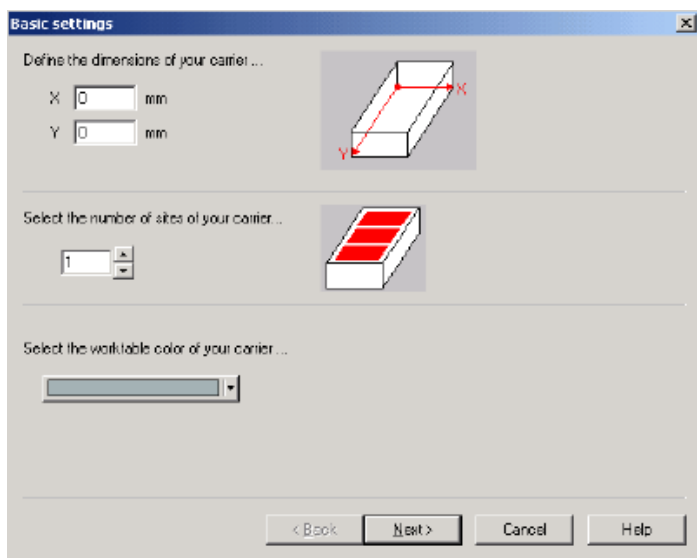 Basic settings
Define the dimensions of your carrier ...
X 0 mm
Y 0 mm
X
Y
Select the number of sites of your carrier...
1
Select the worktable color of your carrier ...
< Back Next > Cancel Help